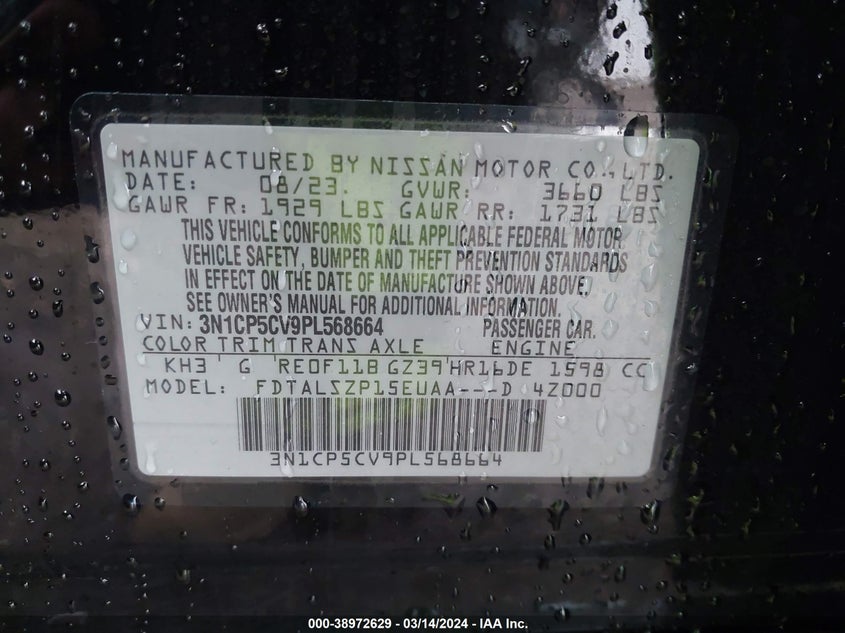 MANUFACTURED BY NISSAN MOTOR CO., LTD.
DATE: 08/23. GVWR: 3660 LBS
GAWR FR: 1929 LBS GAWR RR: 1731 LBS
THIS VEHICLE CONFORMS TO ALL APPLICABLE FEDERAL MOTOR
VEHICLE SAFETY, BUMPER AND THEFT PREVENTION STANDARDS
IN EFFECT ON THE DATE OF MANUFACTURE SHOWN ABOVE.
SEE OWNER'S MANUAL FOR ADDITIONAL INFORMATION.
VIN: 3N1CP5CV9PL568664 PASSENGER CAR.
COLOR TRIM TRANS AXLE ENGINE
KH3 G RE0F11B GZ39 HR16DE 1598 CC
MODEL: FDTALSZP15EUAA---D 4Z000
3N1CP5CV9PL568664
000-38972629 - 03/14/2024 - IAA Inc.